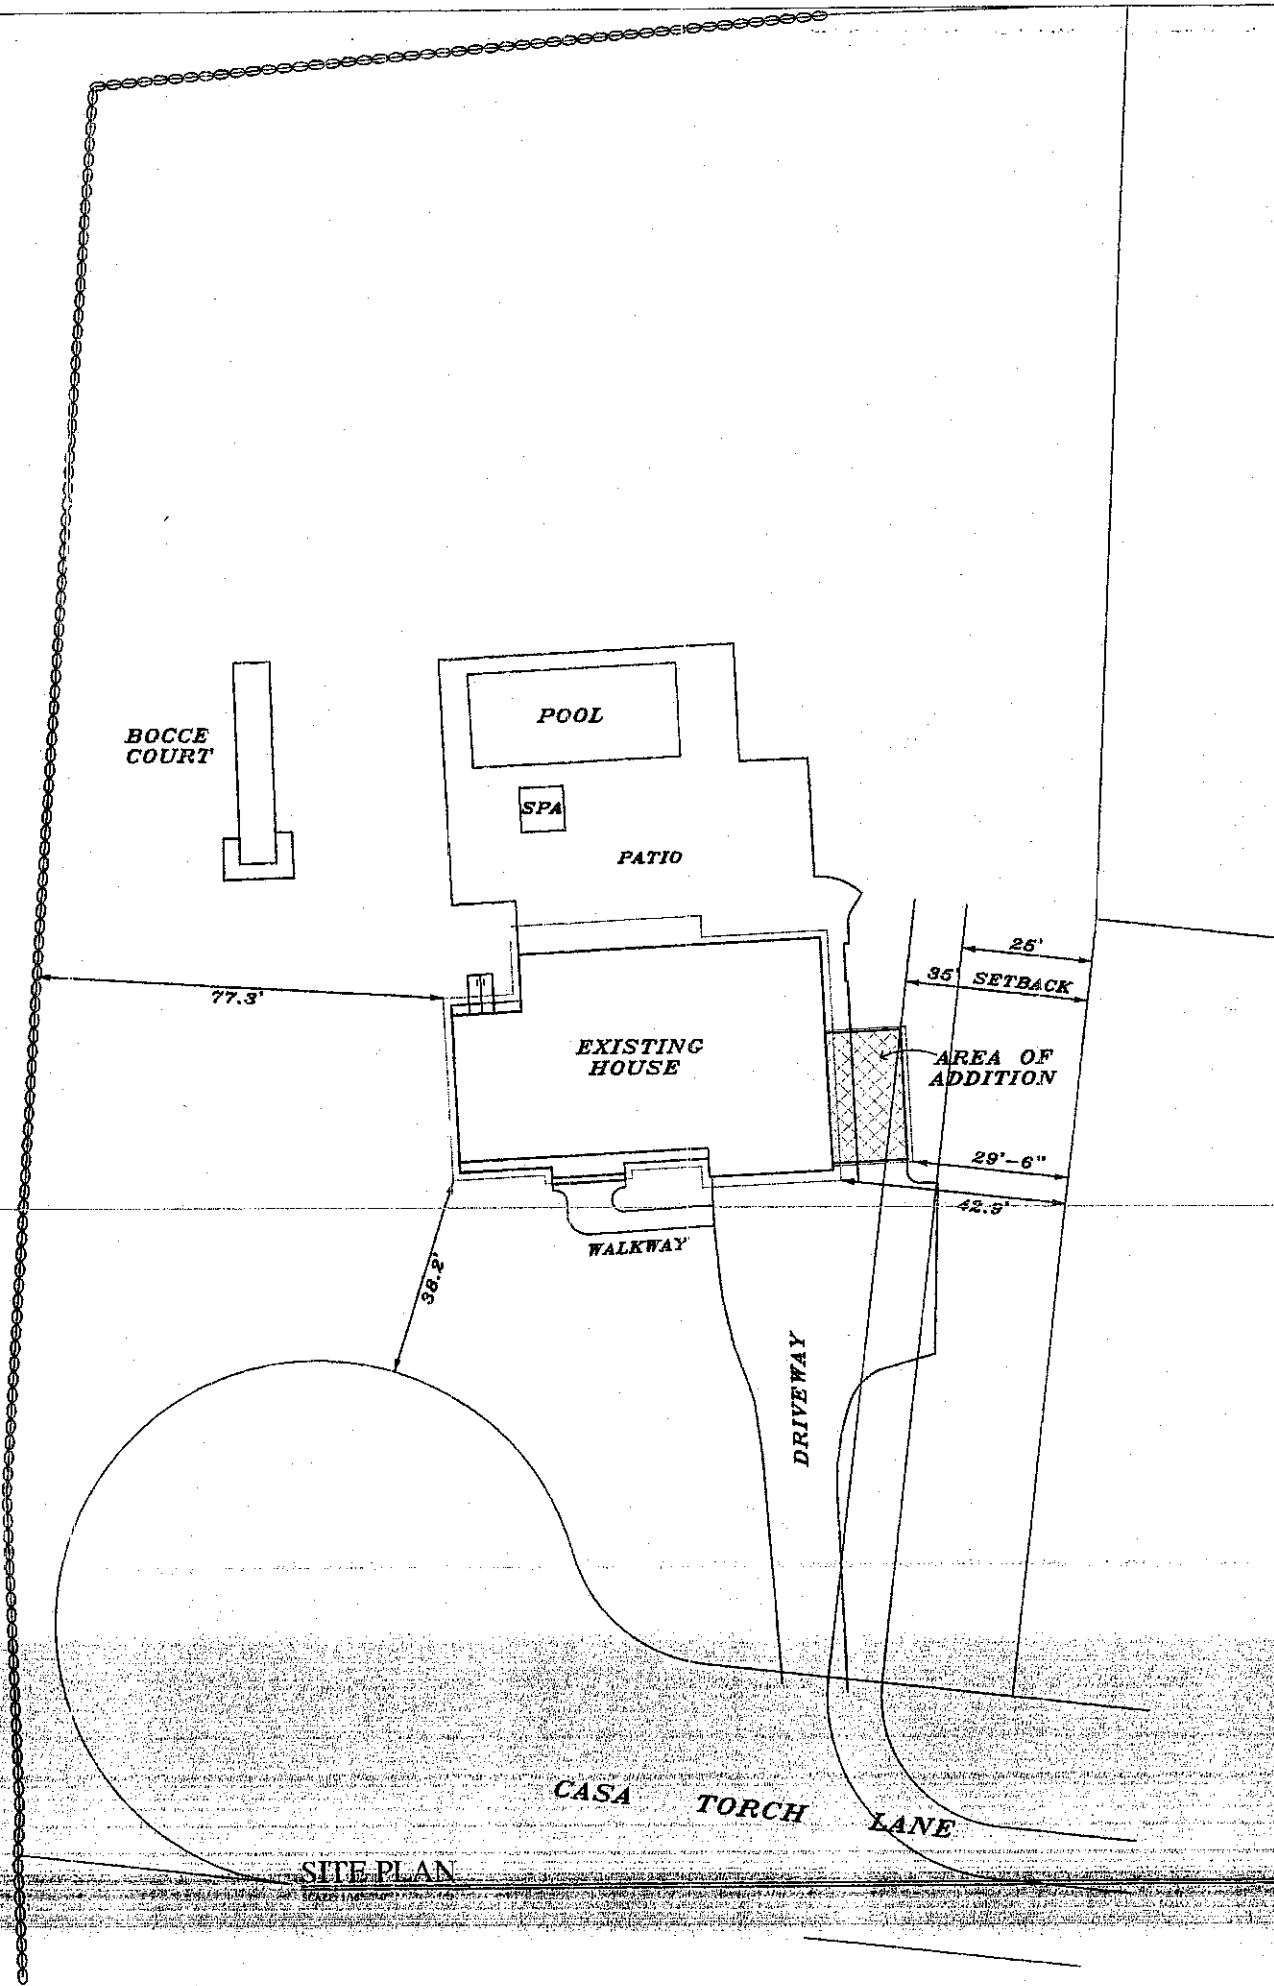 POOL
BOCCE
COURT
SPA
PATIO
25'
35' SETBACK
77.3'
EXISTING
HOUSE
AREA OF
ADDITION
29'-6"
42.9'
WALKWAY
38.2'
DRIVEWAY
CASA TORCH LANE
SITE PLAN